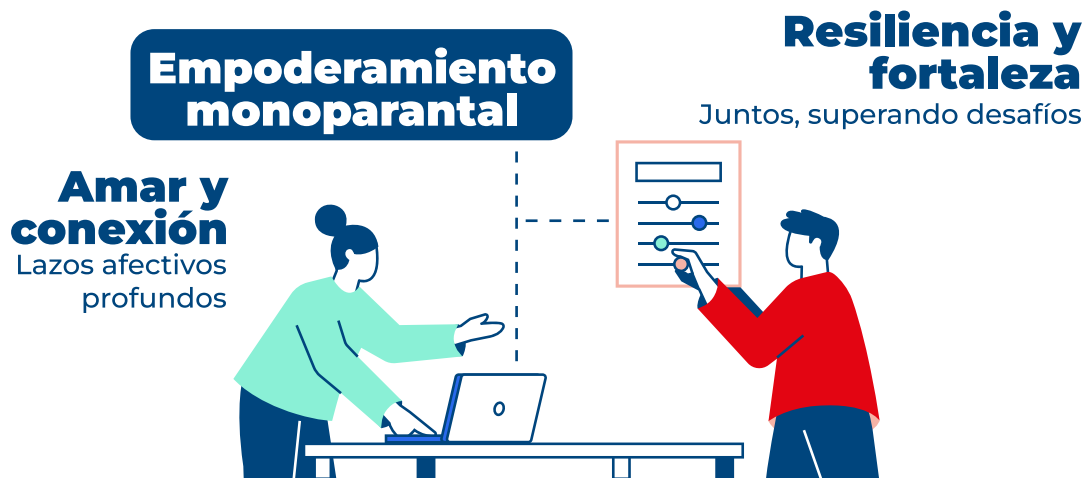 Empoderamiento
monoparantal
Resiliencia y
fortaleza
Juntos, superando desafíos
Amar y
conexión
Lazos afectivos
profundos